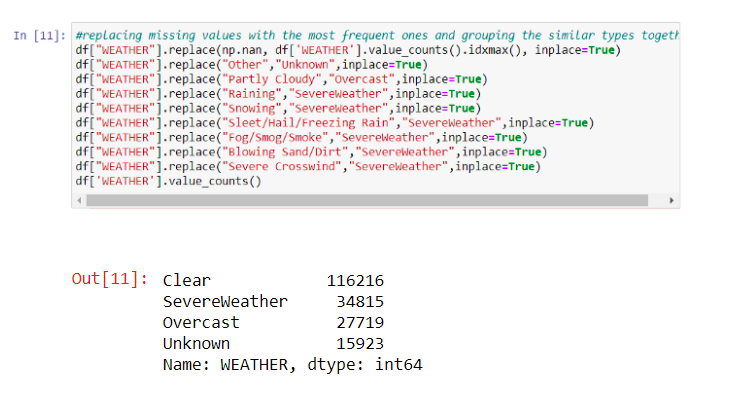 In [11]: #replacing missing values with the most frequent ones and grouping the similar types togeth
df["WEATHER"].replace(np.nan, df['WEATHER'].value_counts().idxmax(), inplace=True)
df["WEATHER"].replace("Other","Unknown",inplace=True)
df["WEATHER"].replace("Partly Cloudy","Overcast",inplace=True)
df["WEATHER"].replace("Raining","SevereWeather",inplace=True)
df["WEATHER"].replace("Snowing","SevereWeather",inplace=True)
df["WEATHER"].replace("Sleet/Hail/Freezing Rain","SevereWeather",inplace=True)
df["WEATHER"].replace("Fog/Smog/Smoke","SevereWeather",inplace=True)
df["WEATHER"].replace("Blowing Sand/Dirt","SevereWeather",inplace=True)
df["WEATHER"].replace("Severe Crosswind","SevereWeather",inplace=True)
df['WEATHER'].value_counts()
Out[11]: Clear 116216
SevereWeather 34815
Overcast 27719
Unknown 15923
Name: WEATHER, dtype: int64